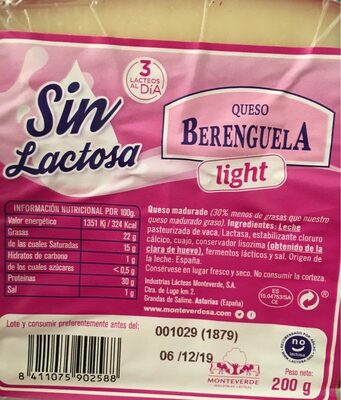 3
LÁCTEOS
AL
DÍA
Sin
Lactosa
QUESO
BERENGUELA
light
INFORMACIÓN NUTRICIONAL POR 100g.
Valor energético 1351 Kj / 324 Kcal
Grasas 22 g
de las cuales Saturadas 15 g
Hidratos de carbono 1 g
de los cuales azúcares < 0,5 g
Proteínas 30 g
Sal 1 g
Queso madurado (30% menos de grasas que nuestro
queso madurado graso). Ingredientes: Leche
pasteurizada de vaca, Lactasa, estabilizante cloruro
cálcico, cuajo, conservador lisozima (obtenido de la
clara de huevo), fermentos lácticos y sal. Origen de
la leche: España.
Consérvese en lugar fresco y seco. No consumir la corteza.
Industrias Lácteas Monteverde, S.A.
Ctra. de Lugo km 2.
Grandas de Salime. Asturias (España)
www.monteverdesa.com
ES
15.04753/SA
CE
Lote y consumir preferentemente antes del:
001029 (1879)
06 /12/19
8 411075 902588
MONTEVERDE
INDUSTRIAS LÁCTEAS
no
lactosa
Peso neto:
200 g